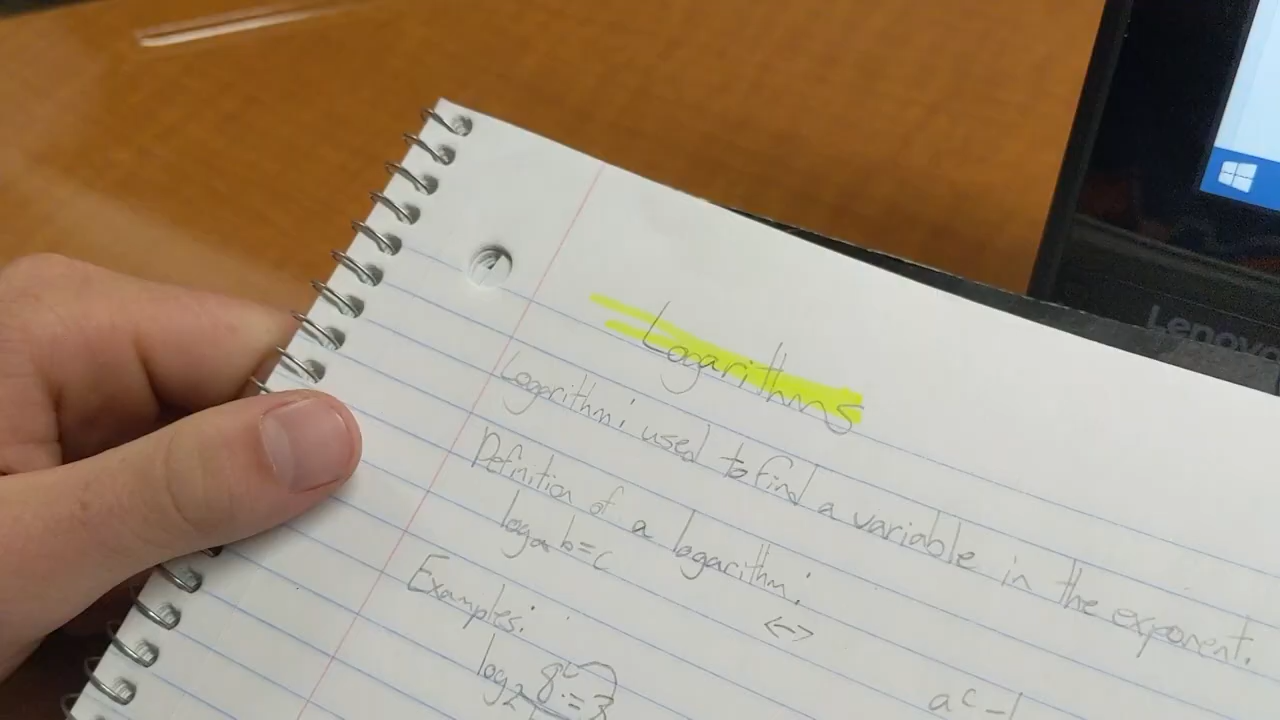 Lenovo
Logarithms
Logarithm: used to find a variable in the exponent.
Definition of a logarithm:
logₐ b = c <->
Examples:
log₂ 8 = 3